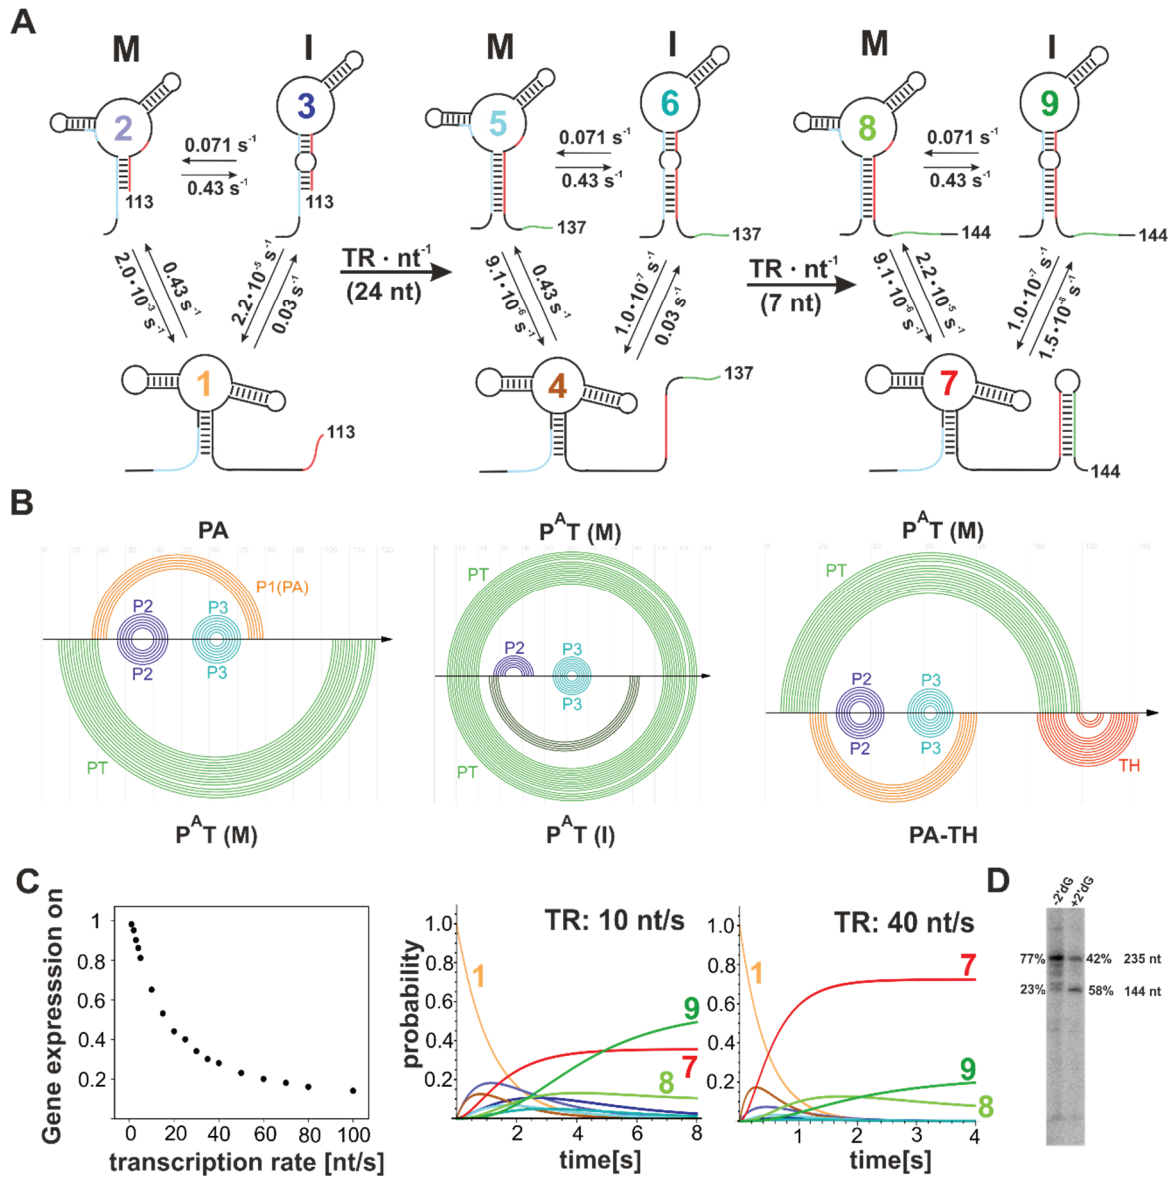 A
M
I
M
I
M
I
2
3
5
6
8
9
0.071 s⁻¹
0.43 s⁻¹
0.071 s⁻¹
0.43 s⁻¹
0.071 s⁻¹
0.43 s⁻¹
113
113
137
137
144
144
2.0·10⁻³ s⁻¹
0.43 s⁻¹
2.2·10⁻⁵ s⁻¹
0.03 s⁻¹
TR · nt⁻¹
(24 nt)
9.1·10⁻⁶ s⁻¹
0.43 s⁻¹
1.0·10⁻⁷ s⁻¹
0.03 s⁻¹
TR · nt⁻¹
(7 nt)
9.1·10⁻⁶ s⁻¹
2.2·10⁻⁵ s⁻¹
1.0·10⁻⁷ s⁻¹
1.5·10⁻⁶ s⁻¹
1
113
4
137
7
144
B
PA
PᴬT (M)
PᴬT (M)
P1(PA)
P2
P3
P2
P3
PT
PT
P2
P3
P3
PT
PT
P2
P3
P2
P3
TH
PᴬT (M)
PᴬT (I)
PA-TH
C
Gene expresssion on
1
0.8
0.6
0.4
0.2
0 20 40 60 80 100
transcription rate [nt/s]
probability
TR: 10 nt/s
1.0
0.8
0.6
0.4
0.2
1
9
7
8
2 4 6 8
time[s]
TR: 40 nt/s
1.0
0.8
0.6
0.4
0.2
1
7
9
8
1 2 3 4
time[s]
D
-2'dG
+2'dG
77% 42% 235 nt
23% 58% 144 nt